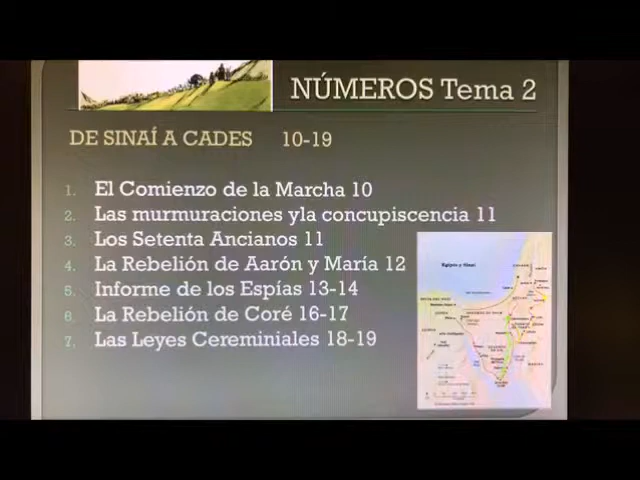 NÚMEROS Tema 2
DE SINAÍ A CADES 10-19
1. El Comienzo de la Marcha 10
2. Las murmuraciones yla concupiscencia 11
3. Los Setenta Ancianos 11
4. La Rebelión de Aarón y María 12
5. Informe de los Espías 13-14
6. La Rebelión de Coré 16-17
7. Las Leyes Cereminiales 18-19
Egipto y Sinaí